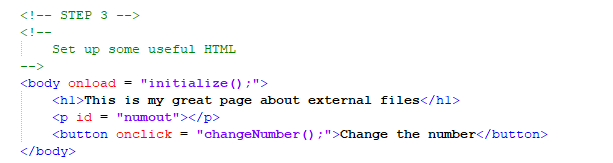 <!-- STEP 3 -->
<!--
    Set up some useful HTML
-->
<body onload = "initialize();">
    <h1>This is my great page about external files</h1>
    <p id = "numout"></p>
    <button onclick = "changeNumber();">Change the number</button>
</body>